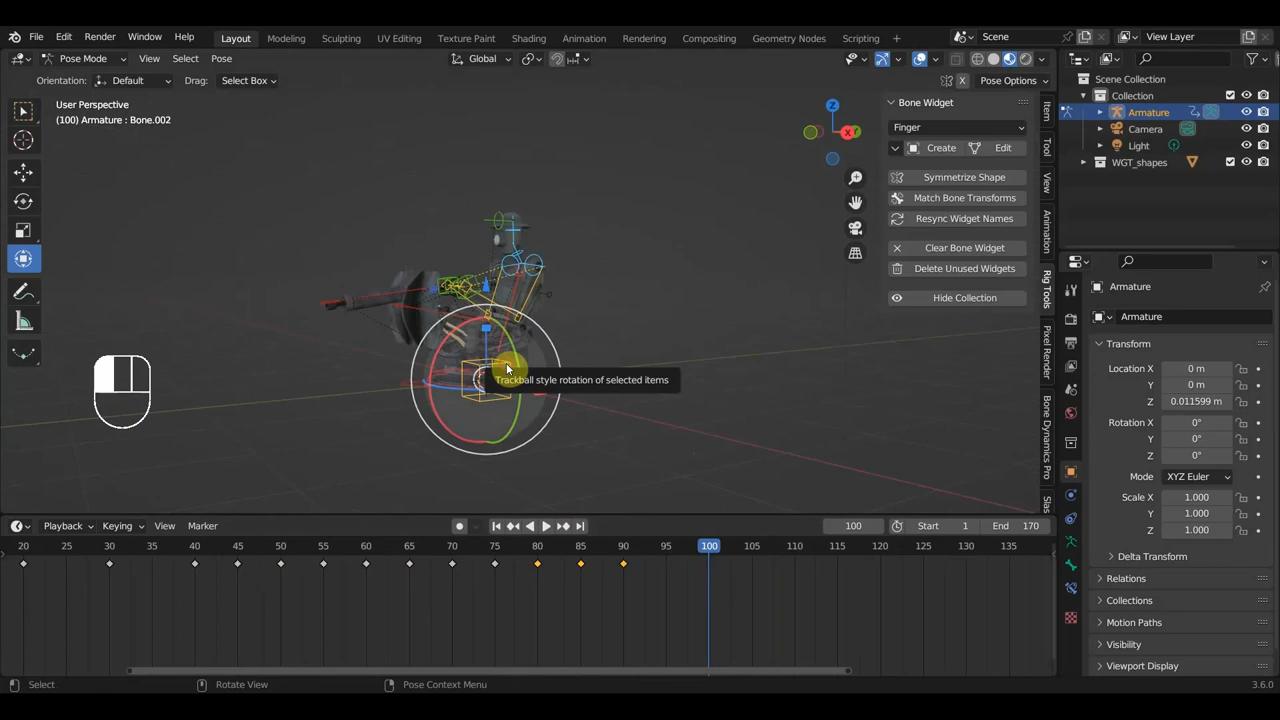 File Edit Render Window Help Layout Modeling Sculpting UV Editing Texture Paint Shading Animation Rendering Compositing Geometry Nodes Scripting + Scene View Layer
Pose Mode View Select Pose Global
Orientation: Default Drag: Select Box X Pose Options
User Perspective
(100) Armature : Bone.002
Z
X
Bone Widget
Finger
Create Edit
Symmetrize Shape
Match Bone Transforms
Resync Widget Names
Clear Bone Widget
Delete Unused Widgets
Hide Collection
Item
Tool
View
Animation
Rig Tools
Pixel Render
Bone Dynamics Pro
Scene Collection
Collection
Armature
Camera
Light
WGT_shapes
Armature
Armature
Transform
Location X 0 m
Y 0 m
Z 0.011599 m
Rotation X 0°
Y 0°
Z 0°
Mode XYZ Euler
Scale X 1.000
Y 1.000
Z 1.000
Delta Transform
Relations
Collections
Motion Paths
Visibility
Viewport Display
Trackball style rotation of selected items
Playback Keying View Marker 100 Start 1 End 170
20 25 30 35 40 45 50 55 60 65 70 75 80 85 90 95 100 105 110 115 120 125 130 135
Select Rotate View Pose Context Menu 3.6.0